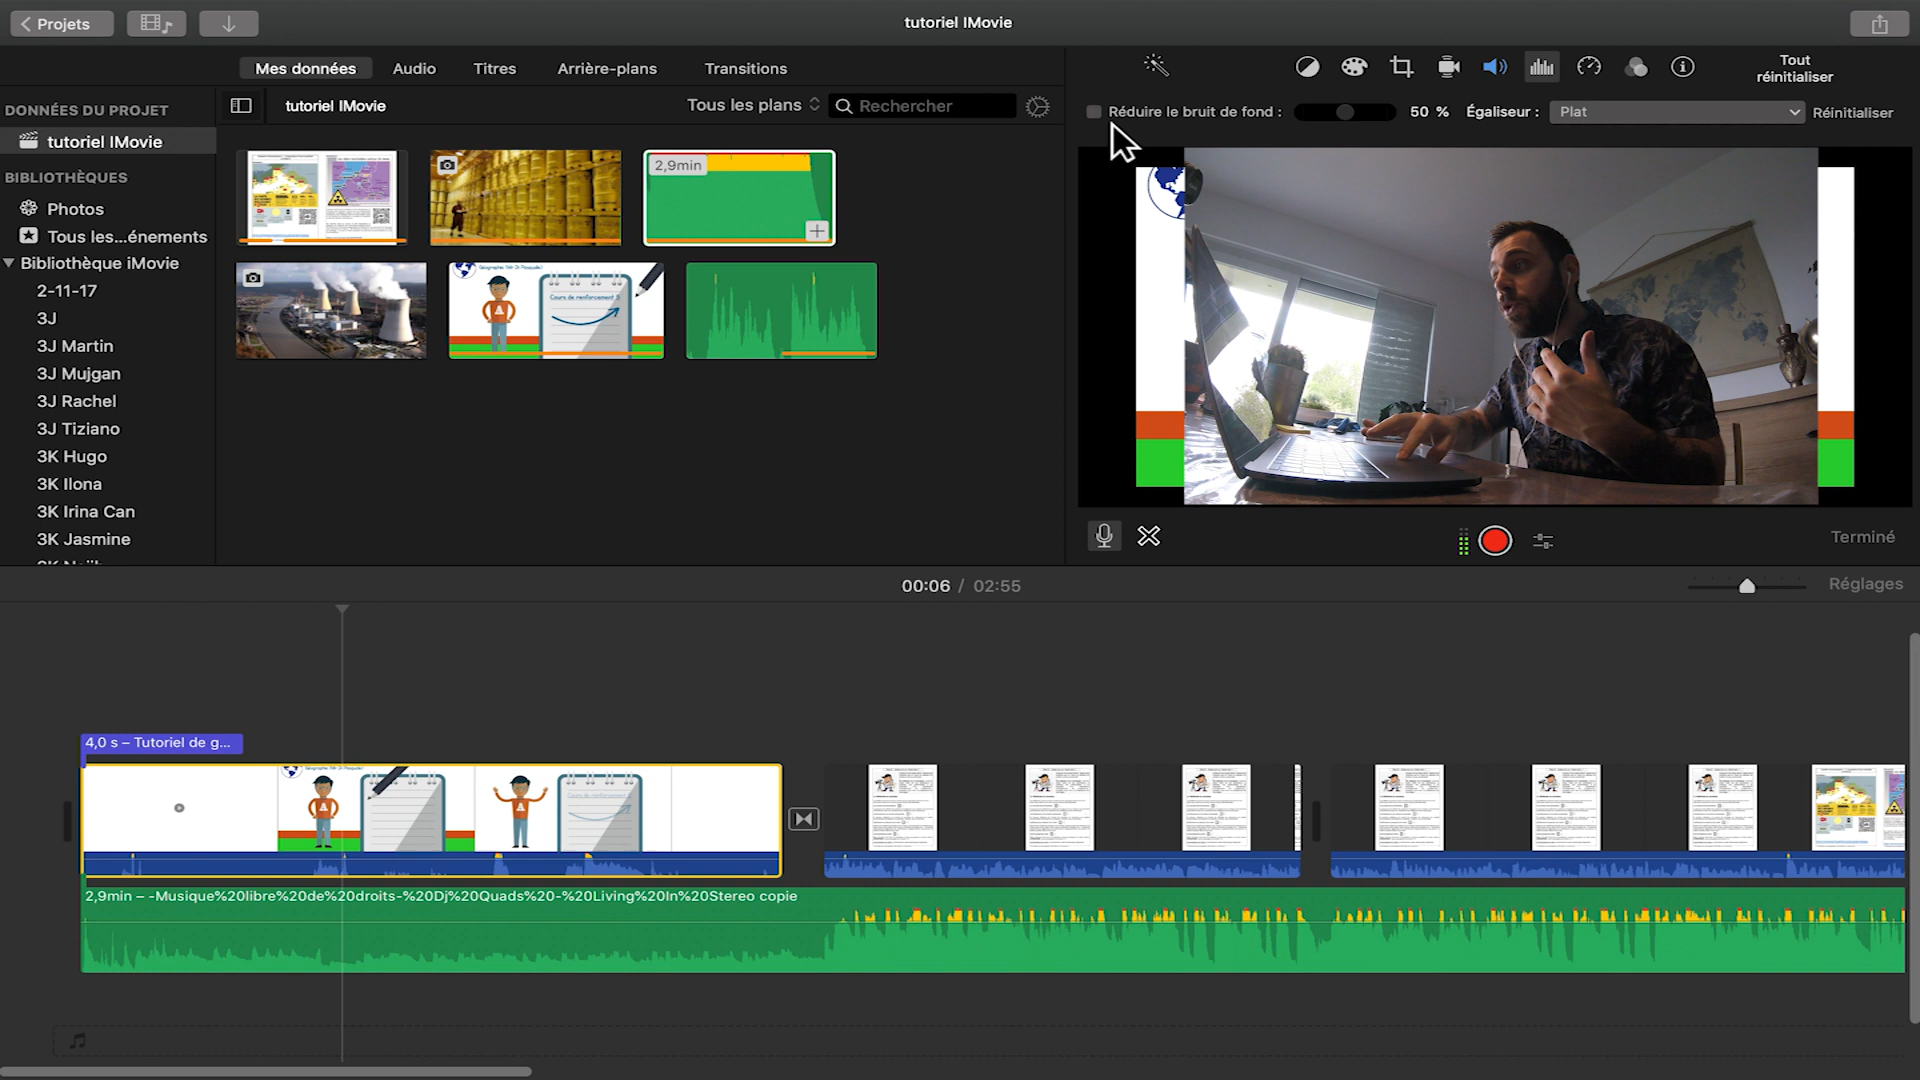 Projets
tutoriel IMovie
Mes données
Audio
Titres
Arrière-plans
Transitions
Tout
réinitialiser
DONNÉES DU PROJET
tutoriel IMovie
Tous les plans
Rechercher
Réduire le bruit de fond :
50 %
Égaliseur :
Plat
Réinitialiser
tutoriel IMovie
BIBLIOTHÈQUES
Photos
Tous les...énements
Bibliothèque iMovie
2-11-17
3J
3J Martin
3J Mujgan
3J Rachel
3J Tiziano
3K Hugo
3K Ilona
3K Irina Can
3K Jasmine
2,9min
Cours de renforcement
A
Terminé
00:06 / 02:55
Réglages
4,0 s – Tutoriel de g...
A
A
2,9min – -Musique%20libre%20de%20droits-%20Dj%20Quads%20-%20Living%20In%20Stereo copie